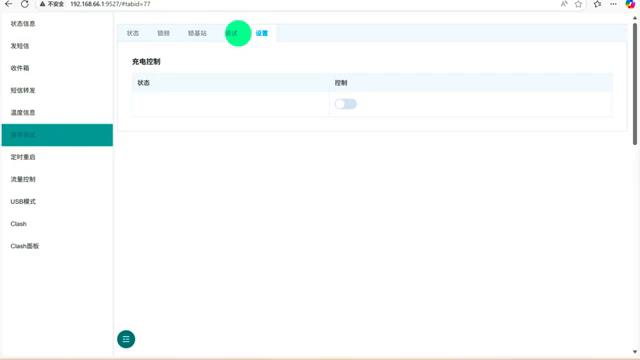 不安全 192.168.66.1:9527/#tabid=77
状态信息
发短信
收件箱
短信转发
温度信息
定时重启
流量控制
USB模式
Clash
Clash面板
状态 锁频 锁基站 调试 设置
充电控制
状态 控制